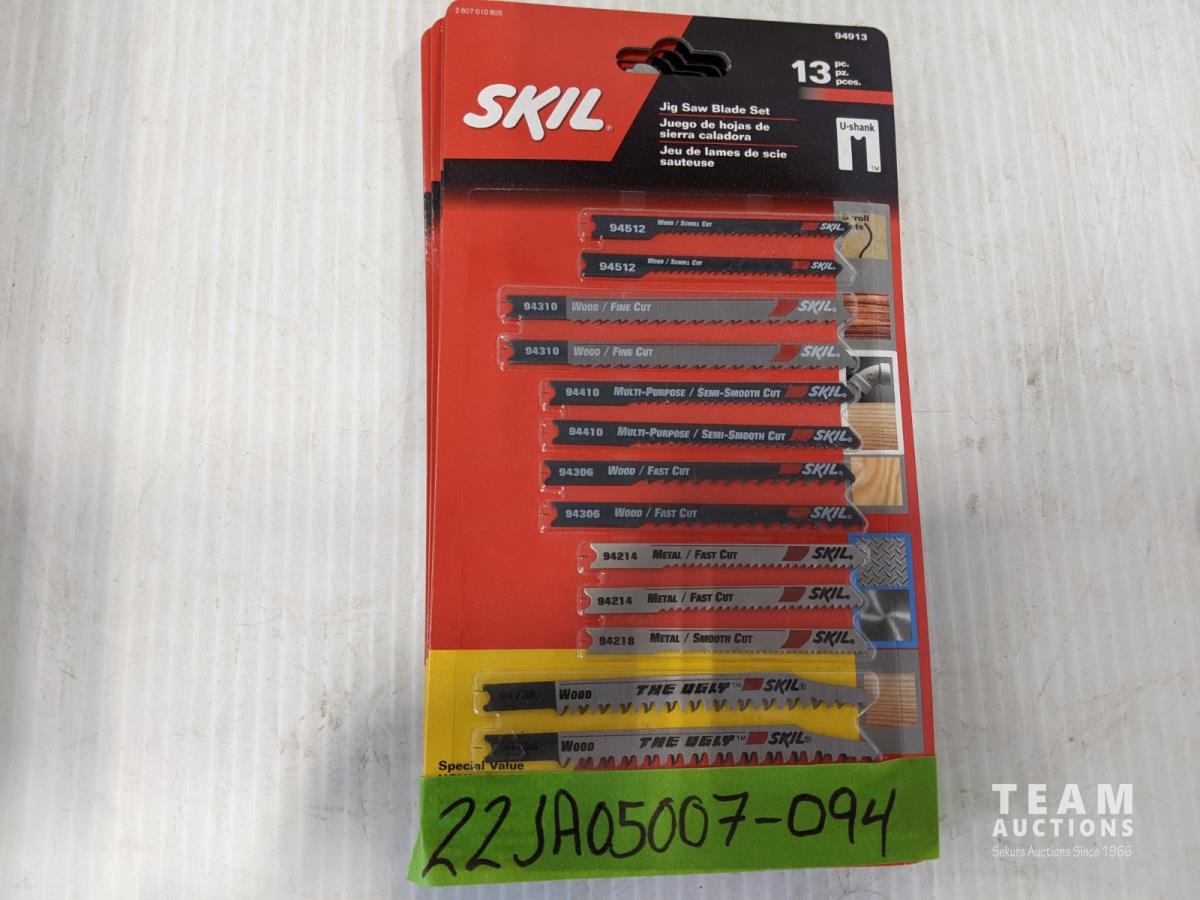 2 607 010 805
94913
SKIL®
13 pc.
pz.
pces.
Jig Saw Blade Set
Juego de hojas de
sierra caladora
Jeu de lames de scie
sauteuse
U-shank
TM
94512 Wood / Scroll Cut SKIL
94512 Wood / Scroll Cut SKIL.
94310 Wood / Fine Cut SKIL.
94310 Wood / Fine Cut SKIL.
94410 Multi-Purpose / Semi-Smooth Cut SKIL.
94410 Multi-Purpose / Semi-Smooth Cut SKIL.
94306 Wood / Fast Cut SKIL.
94306 Wood / Fast Cut SKIL.
94214 Metal / Fast Cut SKIL.
94214 Metal / Fast Cut SKIL.
94218 Metal / Smooth Cut SKIL.
Wood THE UGLY™ SKIL®
Wood THE UGLY™ SKIL®
Special Value
22JA05007-094
TEAM
AUCTIONS
Sekura Auctions Since 1966